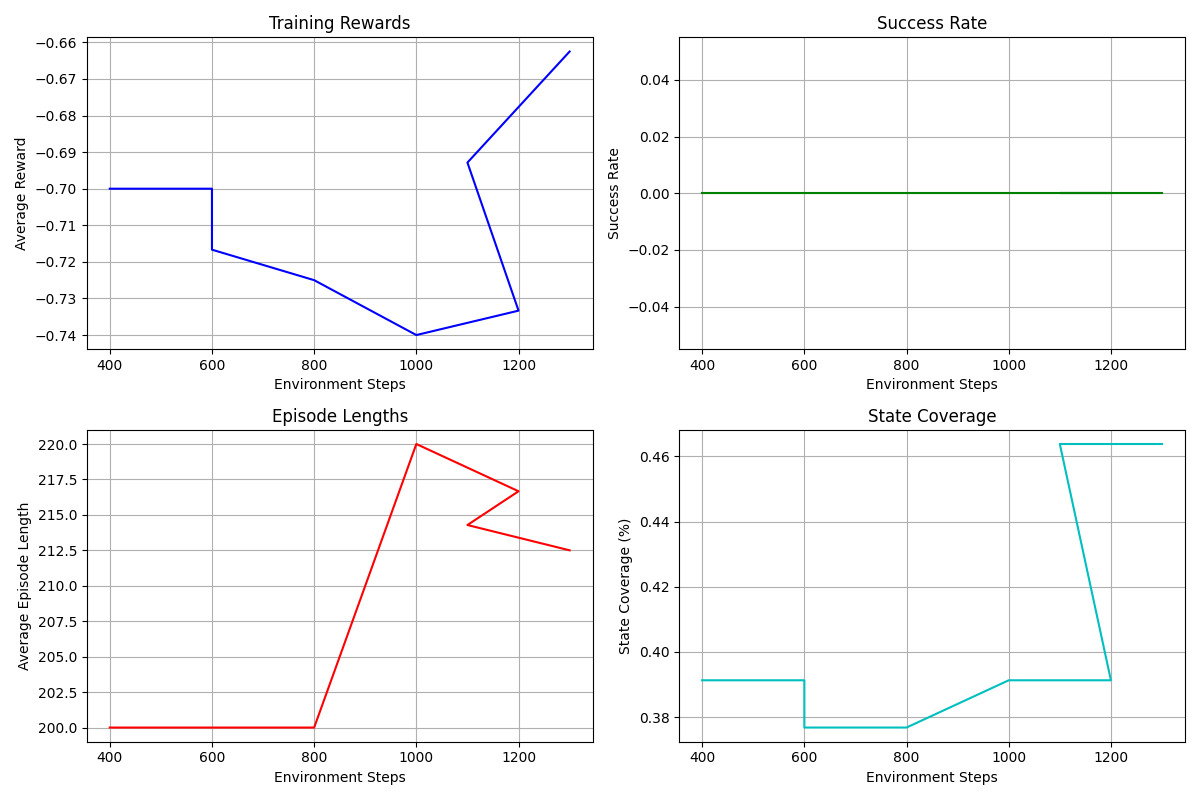 Training Rewards
Average Reward
−0.66
−0.67
−0.68
−0.69
−0.70
−0.71
−0.72
−0.73
−0.74
400 600 800 1000 1200
Environment Steps
Success Rate
Success Rate
0.04
0.02
0.00
−0.02
−0.04
400 600 800 1000 1200
Environment Steps
Episode Lengths
Average Episode Length
220.0
217.5
215.0
212.5
210.0
207.5
205.0
202.5
200.0
400 600 800 1000 1200
Environment Steps
State Coverage
State Coverage (%)
0.46
0.44
0.42
0.40
0.38
400 600 800 1000 1200
Environment Steps